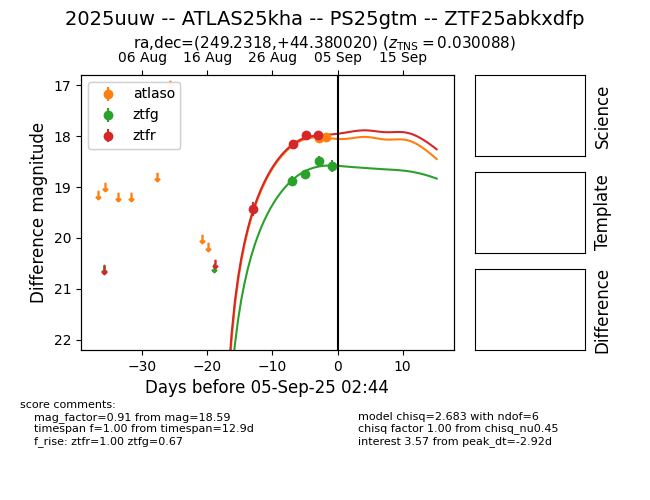 2025uuw -- ATLAS25kha -- PS25gtm -- ZTF25abkxdfp
ra,dec=(249.2318,+44.380020) (z_TNS = 0.030088)
06 Aug 16 Aug 26 Aug 05 Sep 15 Sep
atlaso
ztfg
ztfr
17
18
19
20
21
22
Difference magnitude
−30 −20 −10 0 10
Days before 05-Sep-25 02:44
Science
Template
Difference
score comments:
mag_factor=0.91 from mag=18.59
timespan f=1.00 from timespan=12.9d
f_rise: ztfr=1.00 ztfg=0.67
model chisq=2.683 with ndof=6
chisq factor 1.00 from chisq_nu0.45
interest 3.57 from peak_dt=-2.92d